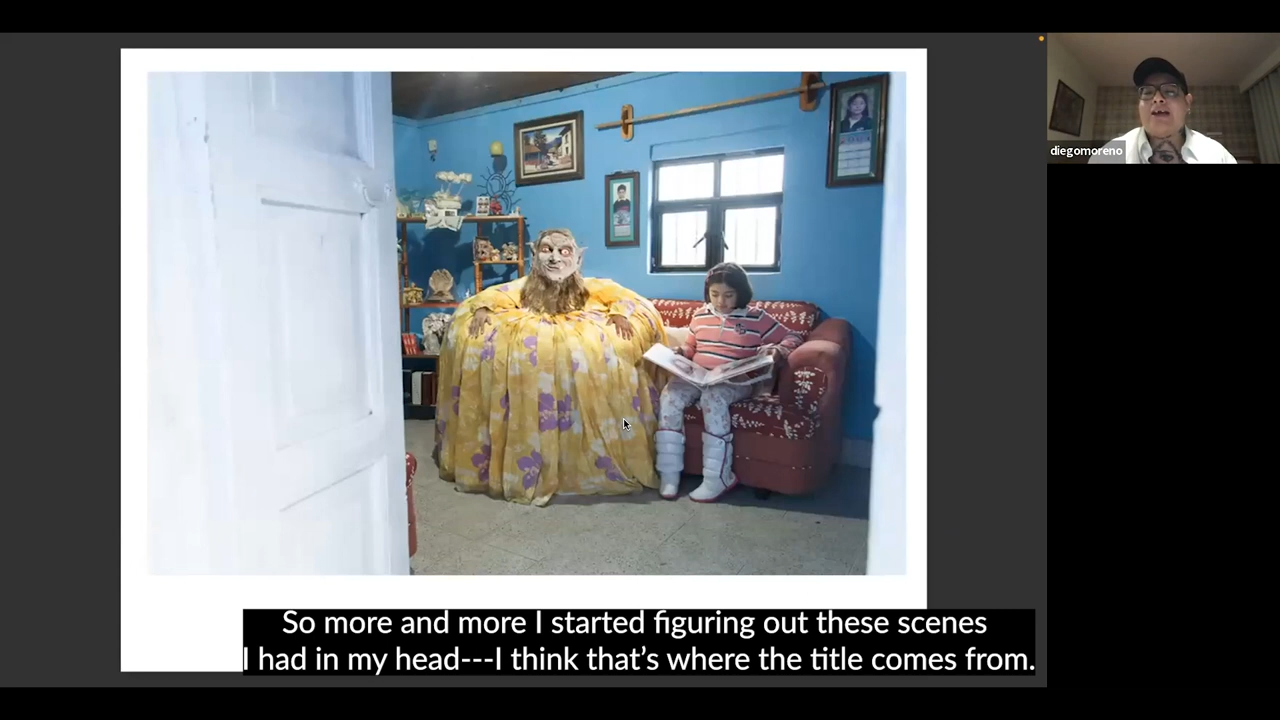 diegomoreno
So more and more I started figuring out these scenes
I had in my head---I think that’s where the title comes from.